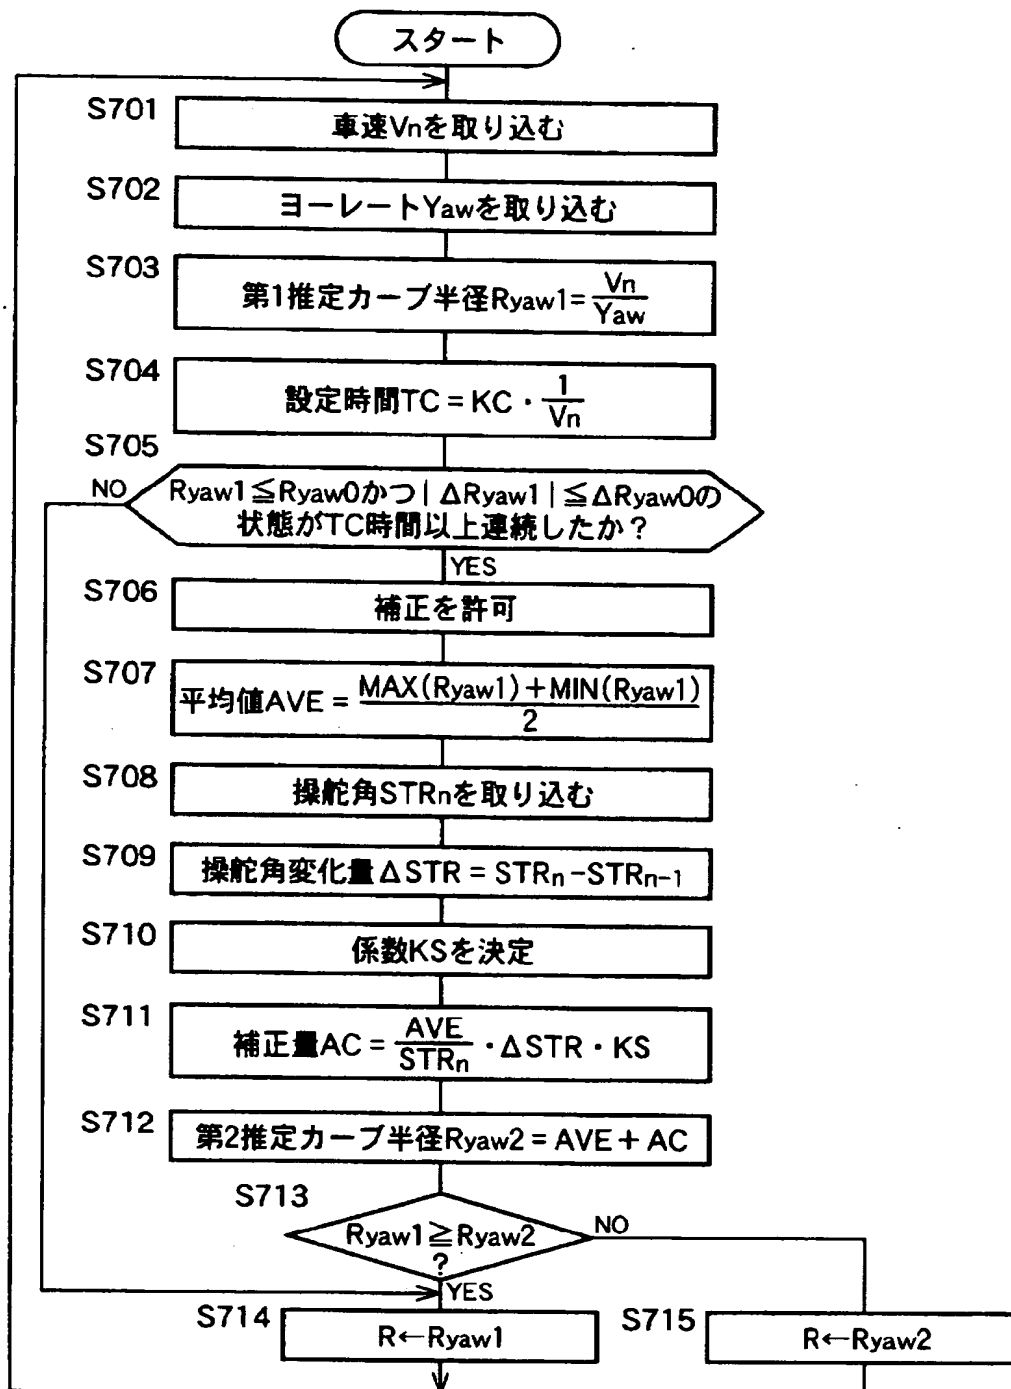 スタート
S701
車速Vnを取り込む
S702
ヨーレートYawを取り込む
S703
第1推定カーブ半径Ryaw1=Vn/Yaw
S704
設定時間TC=KC・1/Vn
S705
Ryaw1≦Ryaw0かつ|ΔRyaw1|≦ΔRyaw0の
状態がTC時間以上連続したか？
NO
YES
S706
補正を許可
S707
平均値AVE=MAX(Ryaw1)+MIN(Ryaw1)/2
S708
操舵角STRnを取り込む
S709
操舵角変化量ΔSTR=STRn-STRn-1
S710
係数KSを決定
S711
補正量AC=AVE/STRn・ΔSTR・KS
S712
第2推定カーブ半径Ryaw2=AVE+AC
S713
Ryaw1≧Ryaw2
?
NO
YES
S714
R←Ryaw1
S715
R←Ryaw2